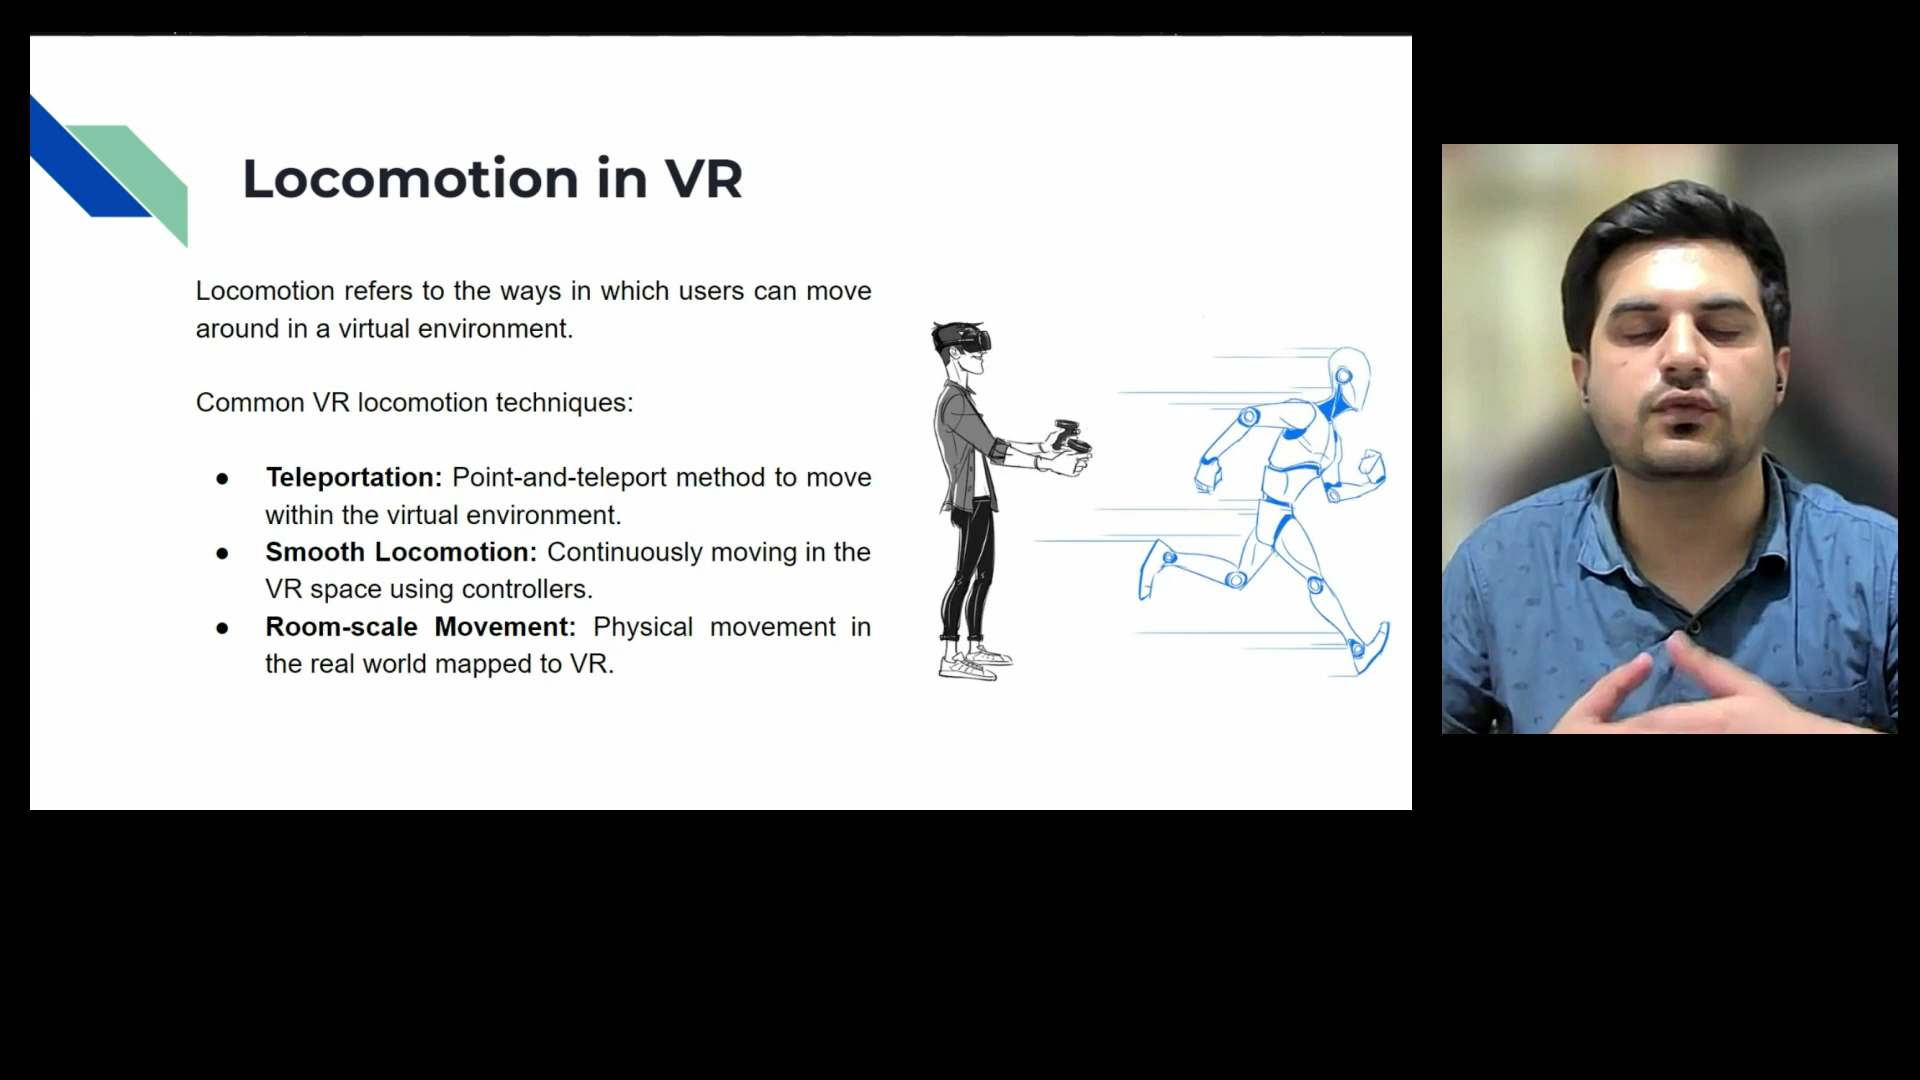 Locomotion in VR
Locomotion refers to the ways in which users can move
around in a virtual environment.
Common VR locomotion techniques:
● Teleportation: Point-and-teleport method to move
within the virtual environment.
● Smooth Locomotion: Continuously moving in the
VR space using controllers.
● Room-scale Movement: Physical movement in
the real world mapped to VR.